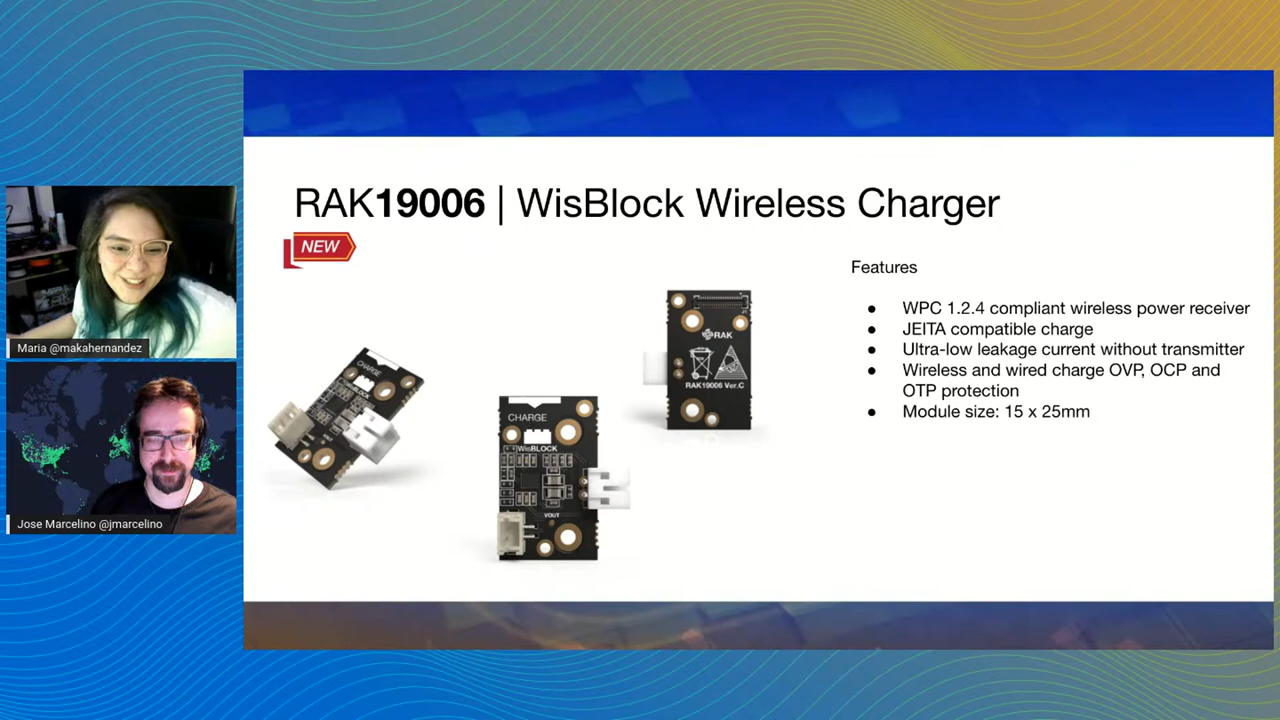 RAK19006 | WisBlock Wireless Charger
NEW
Features
● WPC 1.2.4 compliant wireless power receiver
● JEITA compatible charge
● Ultra-low leakage current without transmitter
● Wireless and wired charge OVP, OCP and
OTP protection
● Module size: 15 x 25mm
RAK
RAK19006 Ver.C
CHARGE
CHARGE
WisBLOCK
VOUT
Maria @makahernandez
Jose Marcelino @jmarcelino